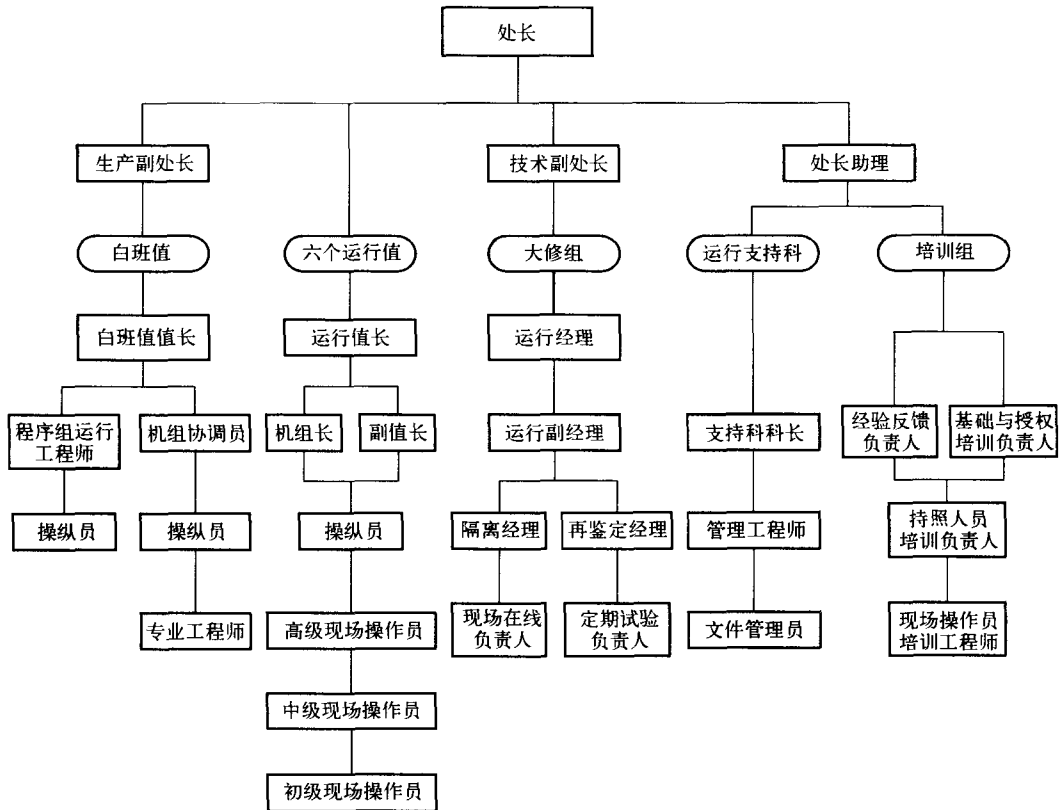 处长
生产副处长
技术副处长
处长助理
白班值
六个运行值
大修组
运行支持科
培训组
白班值值长
运行值长
运行经理
程序组运行
工程师
机组协调员
机组长
副值长
运行副经理
支持科科长
经验反馈
负责人
基础与授权
培训负责人
操纵员
操纵员
操纵员
隔离经理
再鉴定经理
管理工程师
持照人员
培训负责人
专业工程师
高级现场操作员
现场在线
负责人
定期试验
负责人
文件管理员
现场操作员
培训工程师
中级现场操作员
初级现场操作员